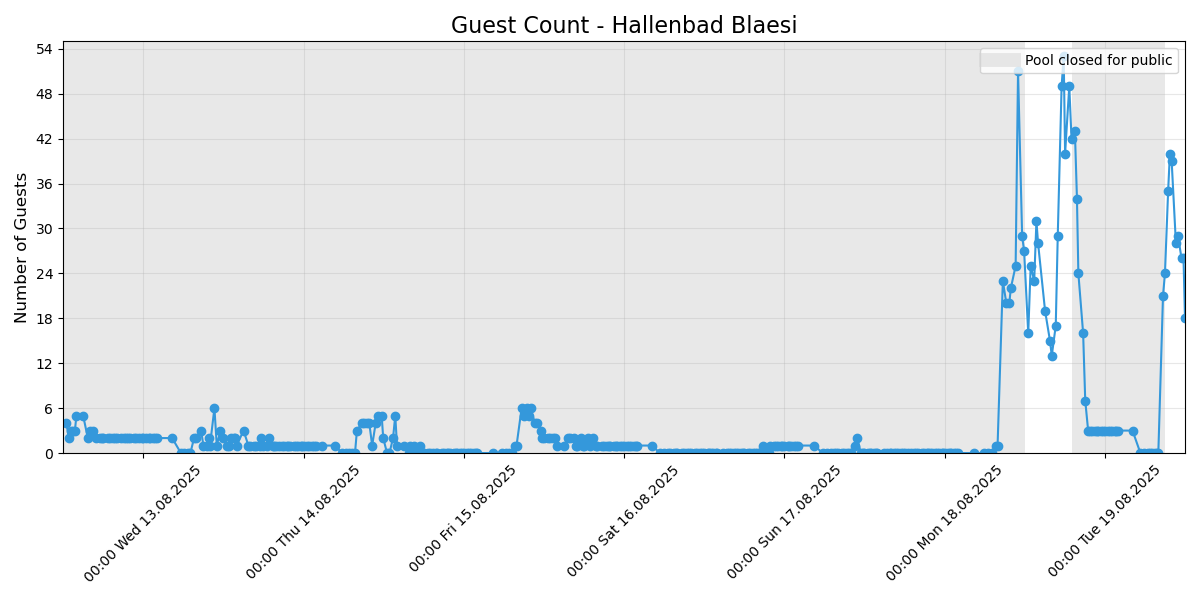 Guest Count - Hallenbad Blaesi
Pool closed for public
Number of Guests
54
48
42
36
30
24
18
12
6
0
00:00 Wed 13.08.2025
00:00 Thu 14.08.2025
00:00 Fri 15.08.2025
00:00 Sat 16.08.2025
00:00 Sun 17.08.2025
00:00 Mon 18.08.2025
00:00 Tue 19.08.2025